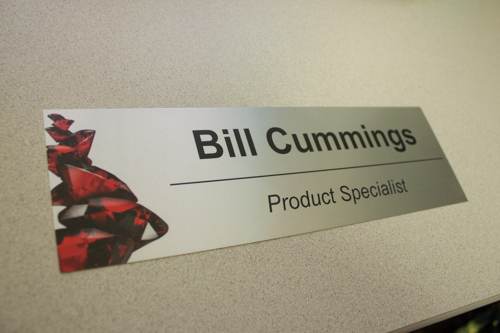 Bill Cummings
Product Specialist